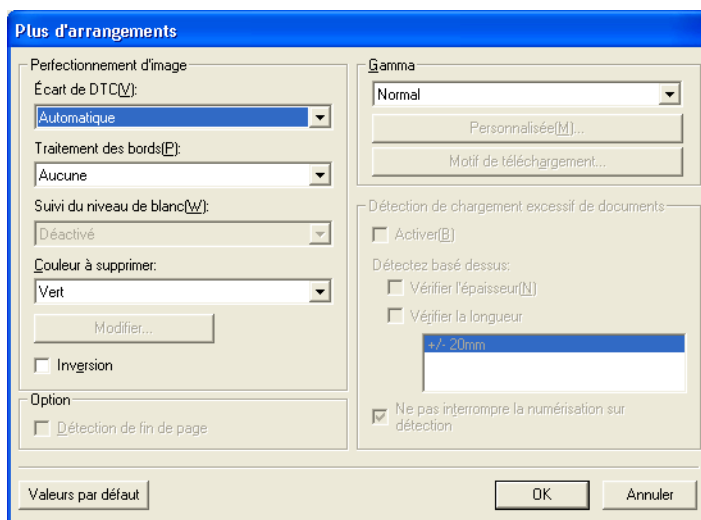 Plus d'arrangements
Perfectionnement d'image
Écart de DTC(V):
Automatique
Traitement des bords(P):
Aucune
Suivi du niveau de blanc(W):
Déactivé
Couleur à supprimer:
Vert
Modifier...
Inversion
Option
Détection de fin de page
Gamma
Normal
Personnalisée(M)...
Motif de téléchargement...
Détection de chargement excessif de documents
Activer(B)
Détectez basé dessus:
Vérifier l'épaisseur(N)
Vérifier la longueur
+/- 20mm
Ne pas interrompre la numérisation sur
détection
Valeurs par défaut
OK
Annuler